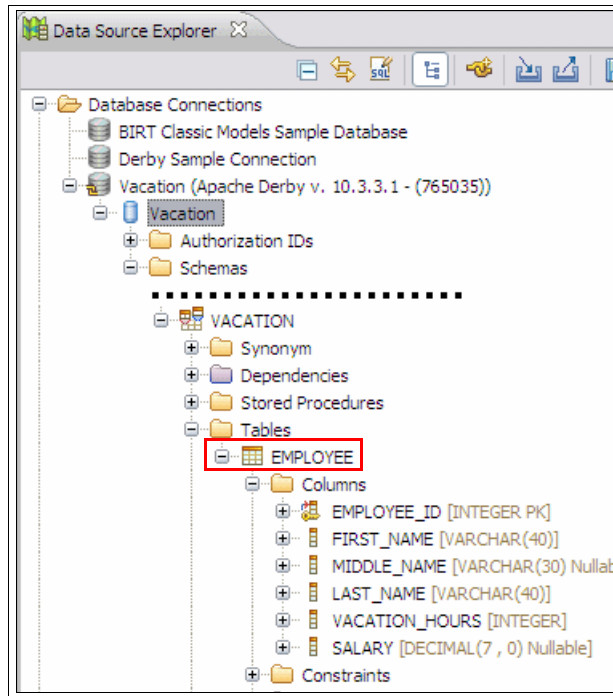 Data Source Explorer
SQL
Database Connections
BIRT Classic Models Sample Database
Derby Sample Connection
Vacation (Apache Derby v. 10.3.3.1 - (765035))
Vacation
Authorization IDs
Schemas
VACATION
Synonym
Dependencies
Stored Procedures
Tables
EMPLOYEE
Columns
EMPLOYEE_ID [INTEGER PK]
FIRST_NAME [VARCHAR(40)]
MIDDLE_NAME [VARCHAR(30) Nullab
LAST_NAME [VARCHAR(40)]
VACATION_HOURS [INTEGER]
SALARY [DECIMAL(7 , 0) Nullable]
Constraints